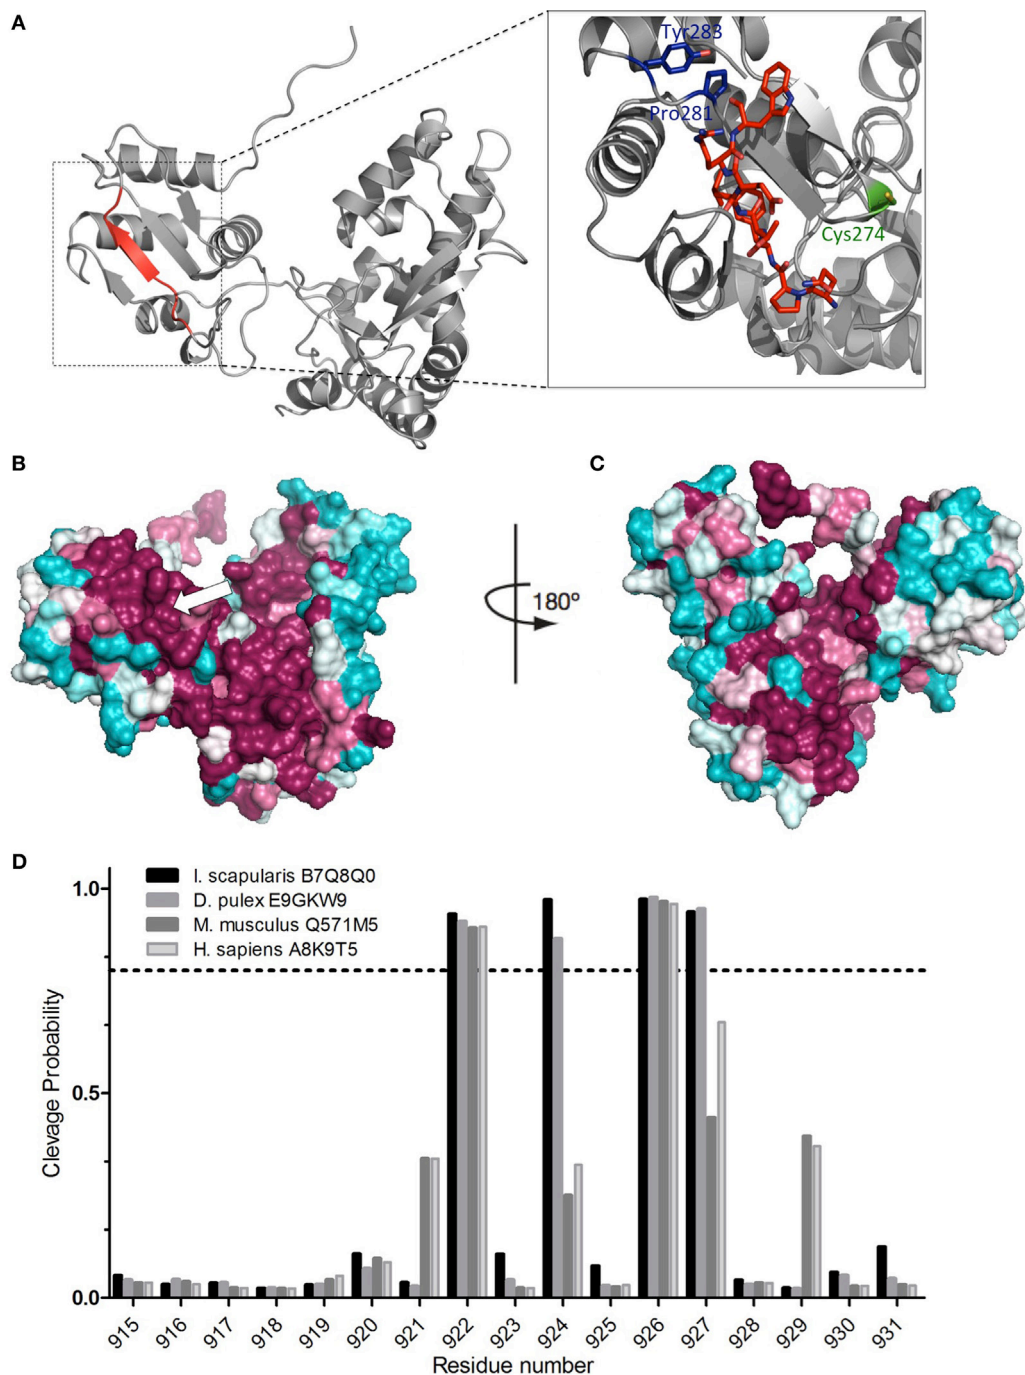 A
Tyr283
Pro281
Cys274
B
C
180º
D
I. scapularis B7Q8Q0
D. pulex E9GKW9
M. musculus Q571M5
H. sapiens A8K9T5
Clevage Probability
1.0
0.5
0.0
915 916 917 918 919 920 921 922 923 924 925 926 927 928 929 930 931
Residue number